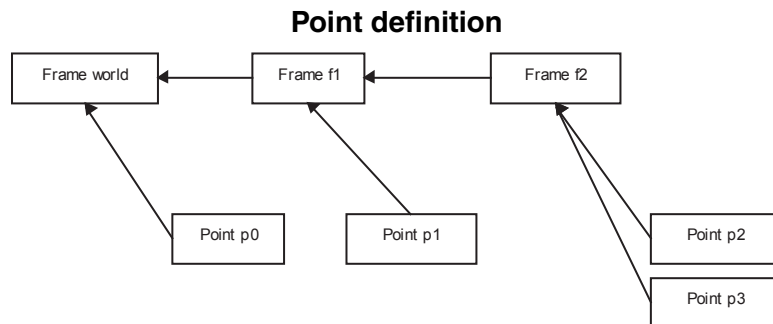 Point definition
Frame world
Frame f1
Frame f2
Point p0
Point p1
Point p2
Point p3